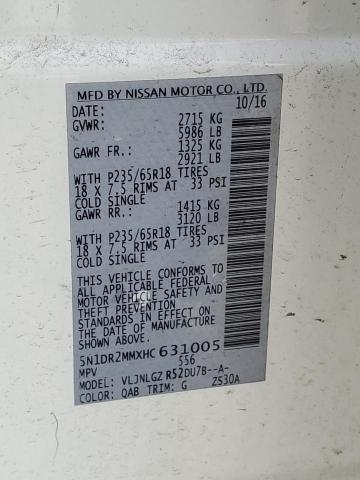 MFD BY NISSAN MOTOR CO., LTD.
DATE: 10/16
GVWR: 2715 KG
5986 LB
GAWR FR.: 1325 KG
2921 LB
WITH P235/65R18 TIRES
18 X 7.5 RIMS AT 33 PSI
COLD SINGLE
GAWR RR.: 1415 KG
3120 LB
WITH P235/65R18 TIRES
18 X 7.5 RIMS AT 33 PSI
COLD SINGLE
THIS VEHICLE CONFORMS TO
ALL APPLICABLE FEDERAL
MOTOR VEHICLE SAFETY AND
THEFT PREVENTION
STANDARDS IN EFFECT ON
THE DATE OF MANUFACTURE
SHOWN ABOVE.
5N1DR2MMXHC 631005
MPV S56
MODEL: VLJNLGZ R52DU7B--A-
COLOR: QAB TRIM: G Z530A